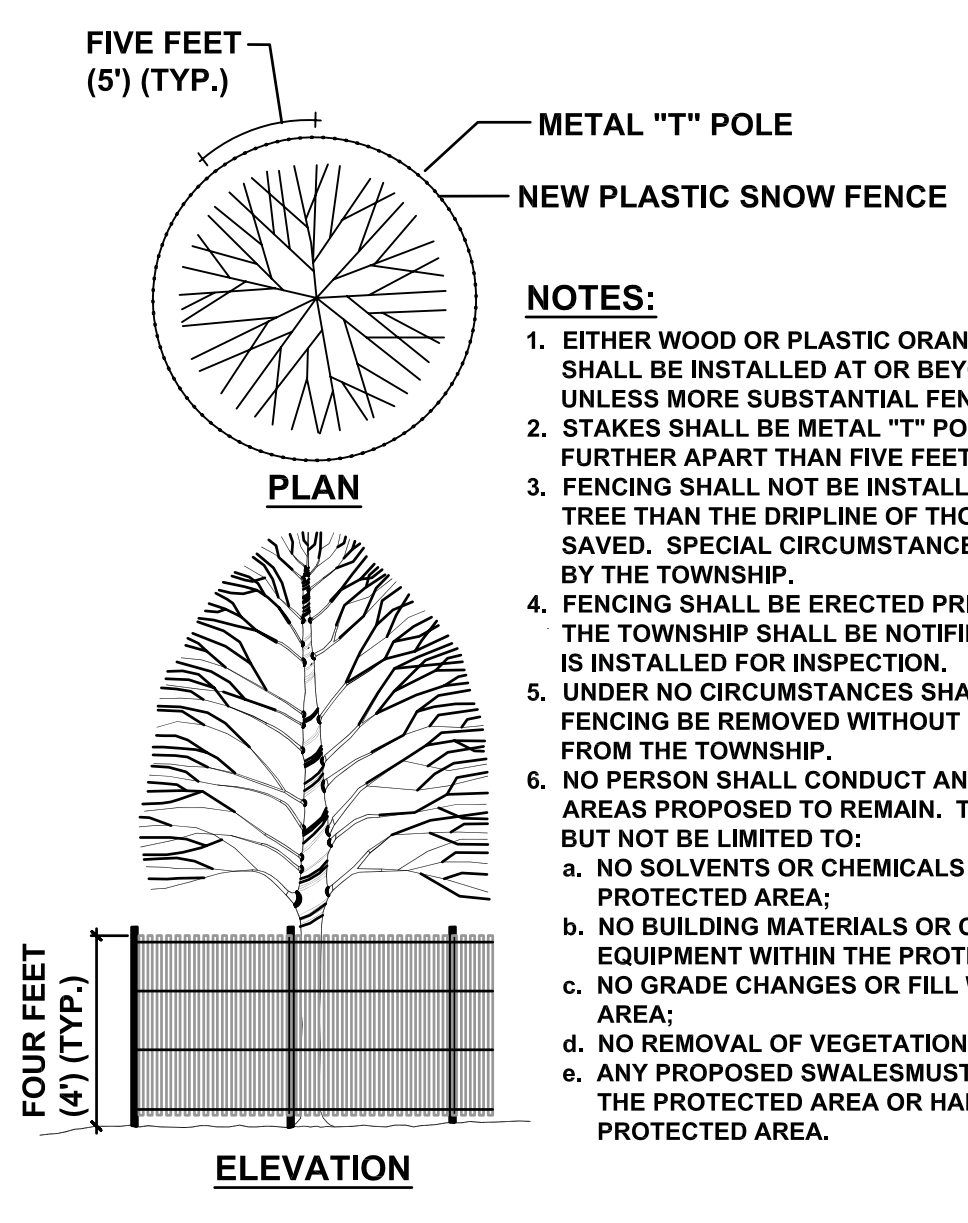 FIVE FEET
(5') (TYP.)
METAL "T" POLE
NEW PLASTIC SNOW FENCE
PLAN
FOUR FEET
(4') (TYP.)
ELEVATION
NOTES:
1. EITHER WOOD OR PLASTIC ORAN
SHALL BE INSTALLED AT OR BEY
UNLESS MORE SUBSTANTIAL FEN
2. STAKES SHALL BE METAL "T" PO
FURTHER APART THAN FIVE FEET
3. FENCING SHALL NOT BE INSTALL
TREE THAN THE DRIPLINE OF THO
SAVED. SPECIAL CIRCUMSTANCE
BY THE TOWNSHIP.
4. FENCING SHALL BE ERECTED PRI
THE TOWNSHIP SHALL BE NOTIFI
IS INSTALLED FOR INSPECTION.
5. UNDER NO CIRCUMSTANCES SHA
FENCING BE REMOVED WITHOUT
FROM THE TOWNSHIP.
6. NO PERSON SHALL CONDUCT AN
AREAS PROPOSED TO REMAIN. T
BUT NOT BE LIMITED TO:
a. NO SOLVENTS OR CHEMICALS
PROTECTED AREA;
b. NO BUILDING MATERIALS OR C
EQUIPMENT WITHIN THE PROTE
c. NO GRADE CHANGES OR FILL
AREA;
d. NO REMOVAL OF VEGETATION
e. ANY PROPOSED SWALESMUST
THE PROTECTED AREA OR HA
PROTECTED AREA.